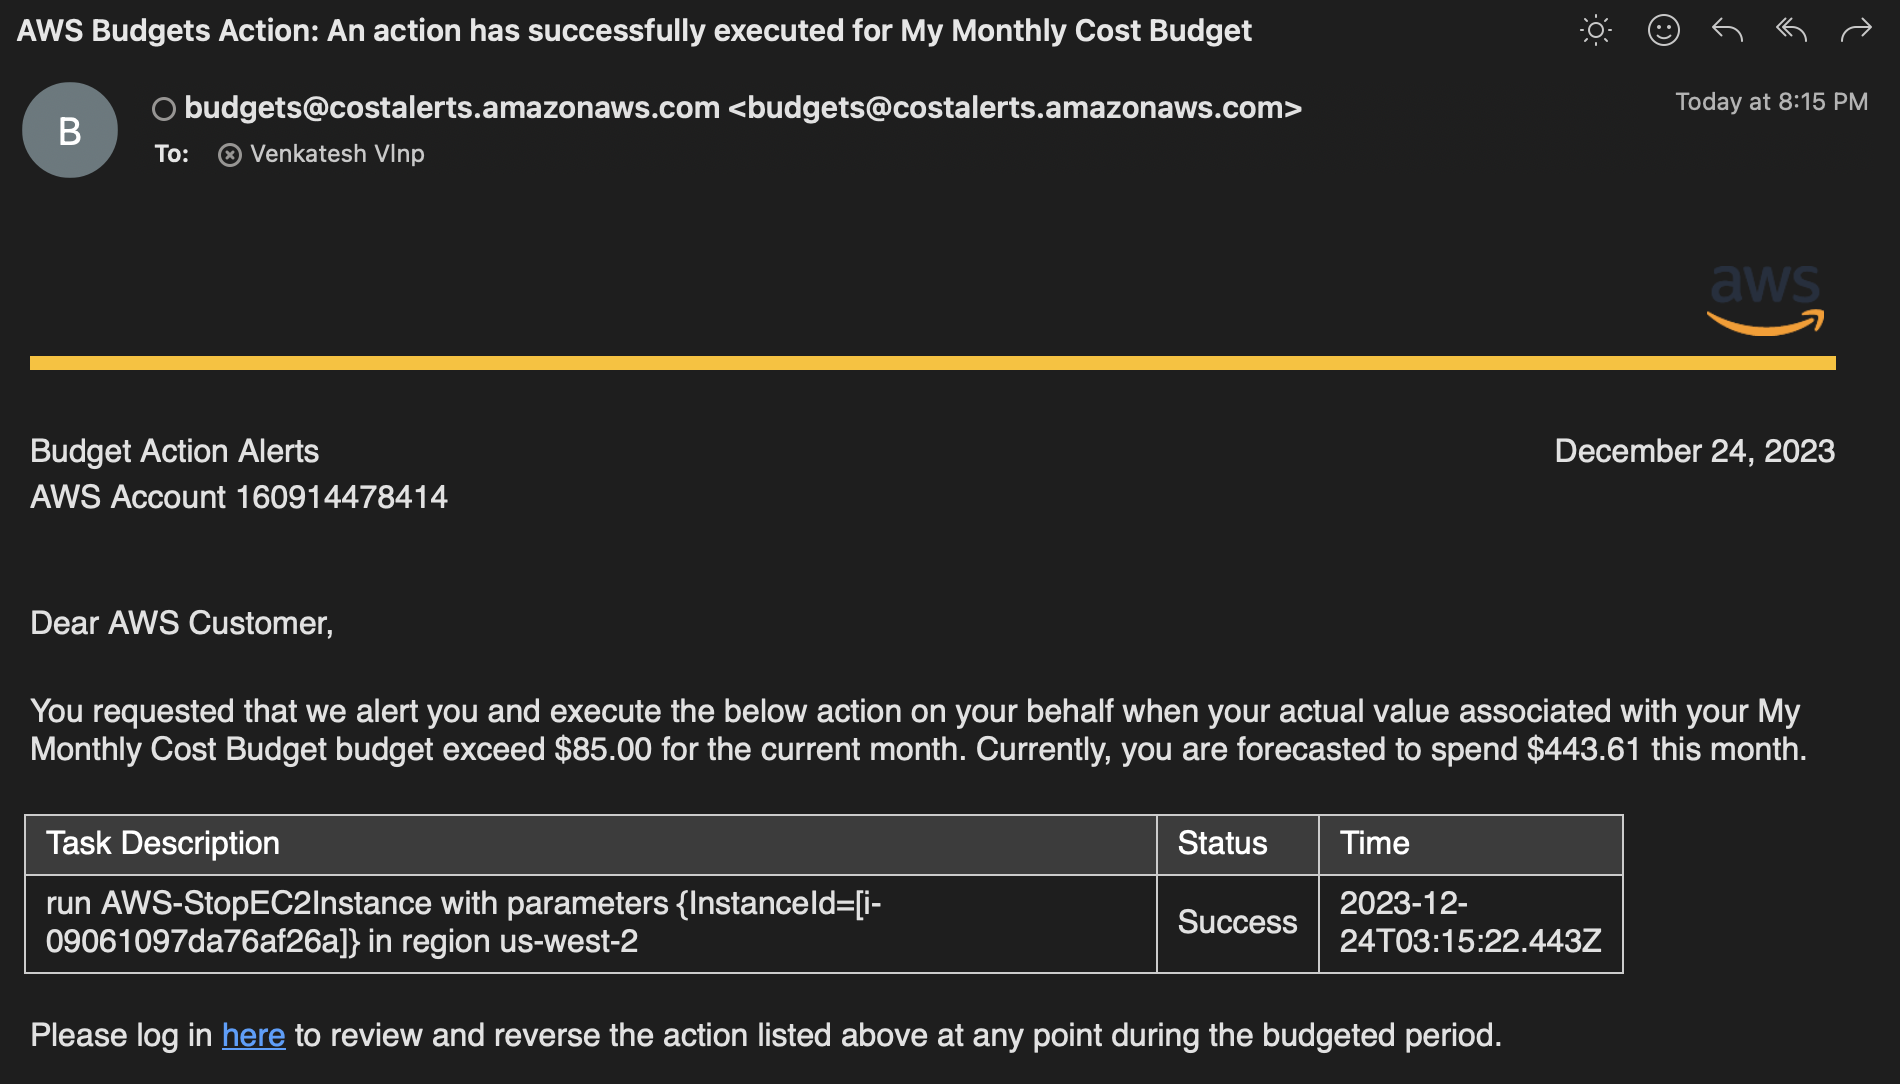 AWS Budgets Action: An action has successfully executed for My Monthly Cost Budget
B
budgets@costalerts.amazonaws.com <budgets@costalerts.amazonaws.com>
Today at 8:15 PM
To: Venkatesh Vlnp
aws
Budget Action Alerts
December 24, 2023
AWS Account 160914478414
Dear AWS Customer,
You requested that we alert you and execute the below action on your behalf when your actual value associated with your My
Monthly Cost Budget budget exceed $85.00 for the current month. Currently, you are forecasted to spend $443.61 this month.
Task Description Status Time
run AWS-StopEC2Instance with parameters {InstanceId=[i-
09061097da76af26a]} in region us-west-2
Success
2023-12-
24T03:15:22.443Z
Please log in here to review and reverse the action listed above at any point during the budgeted period.